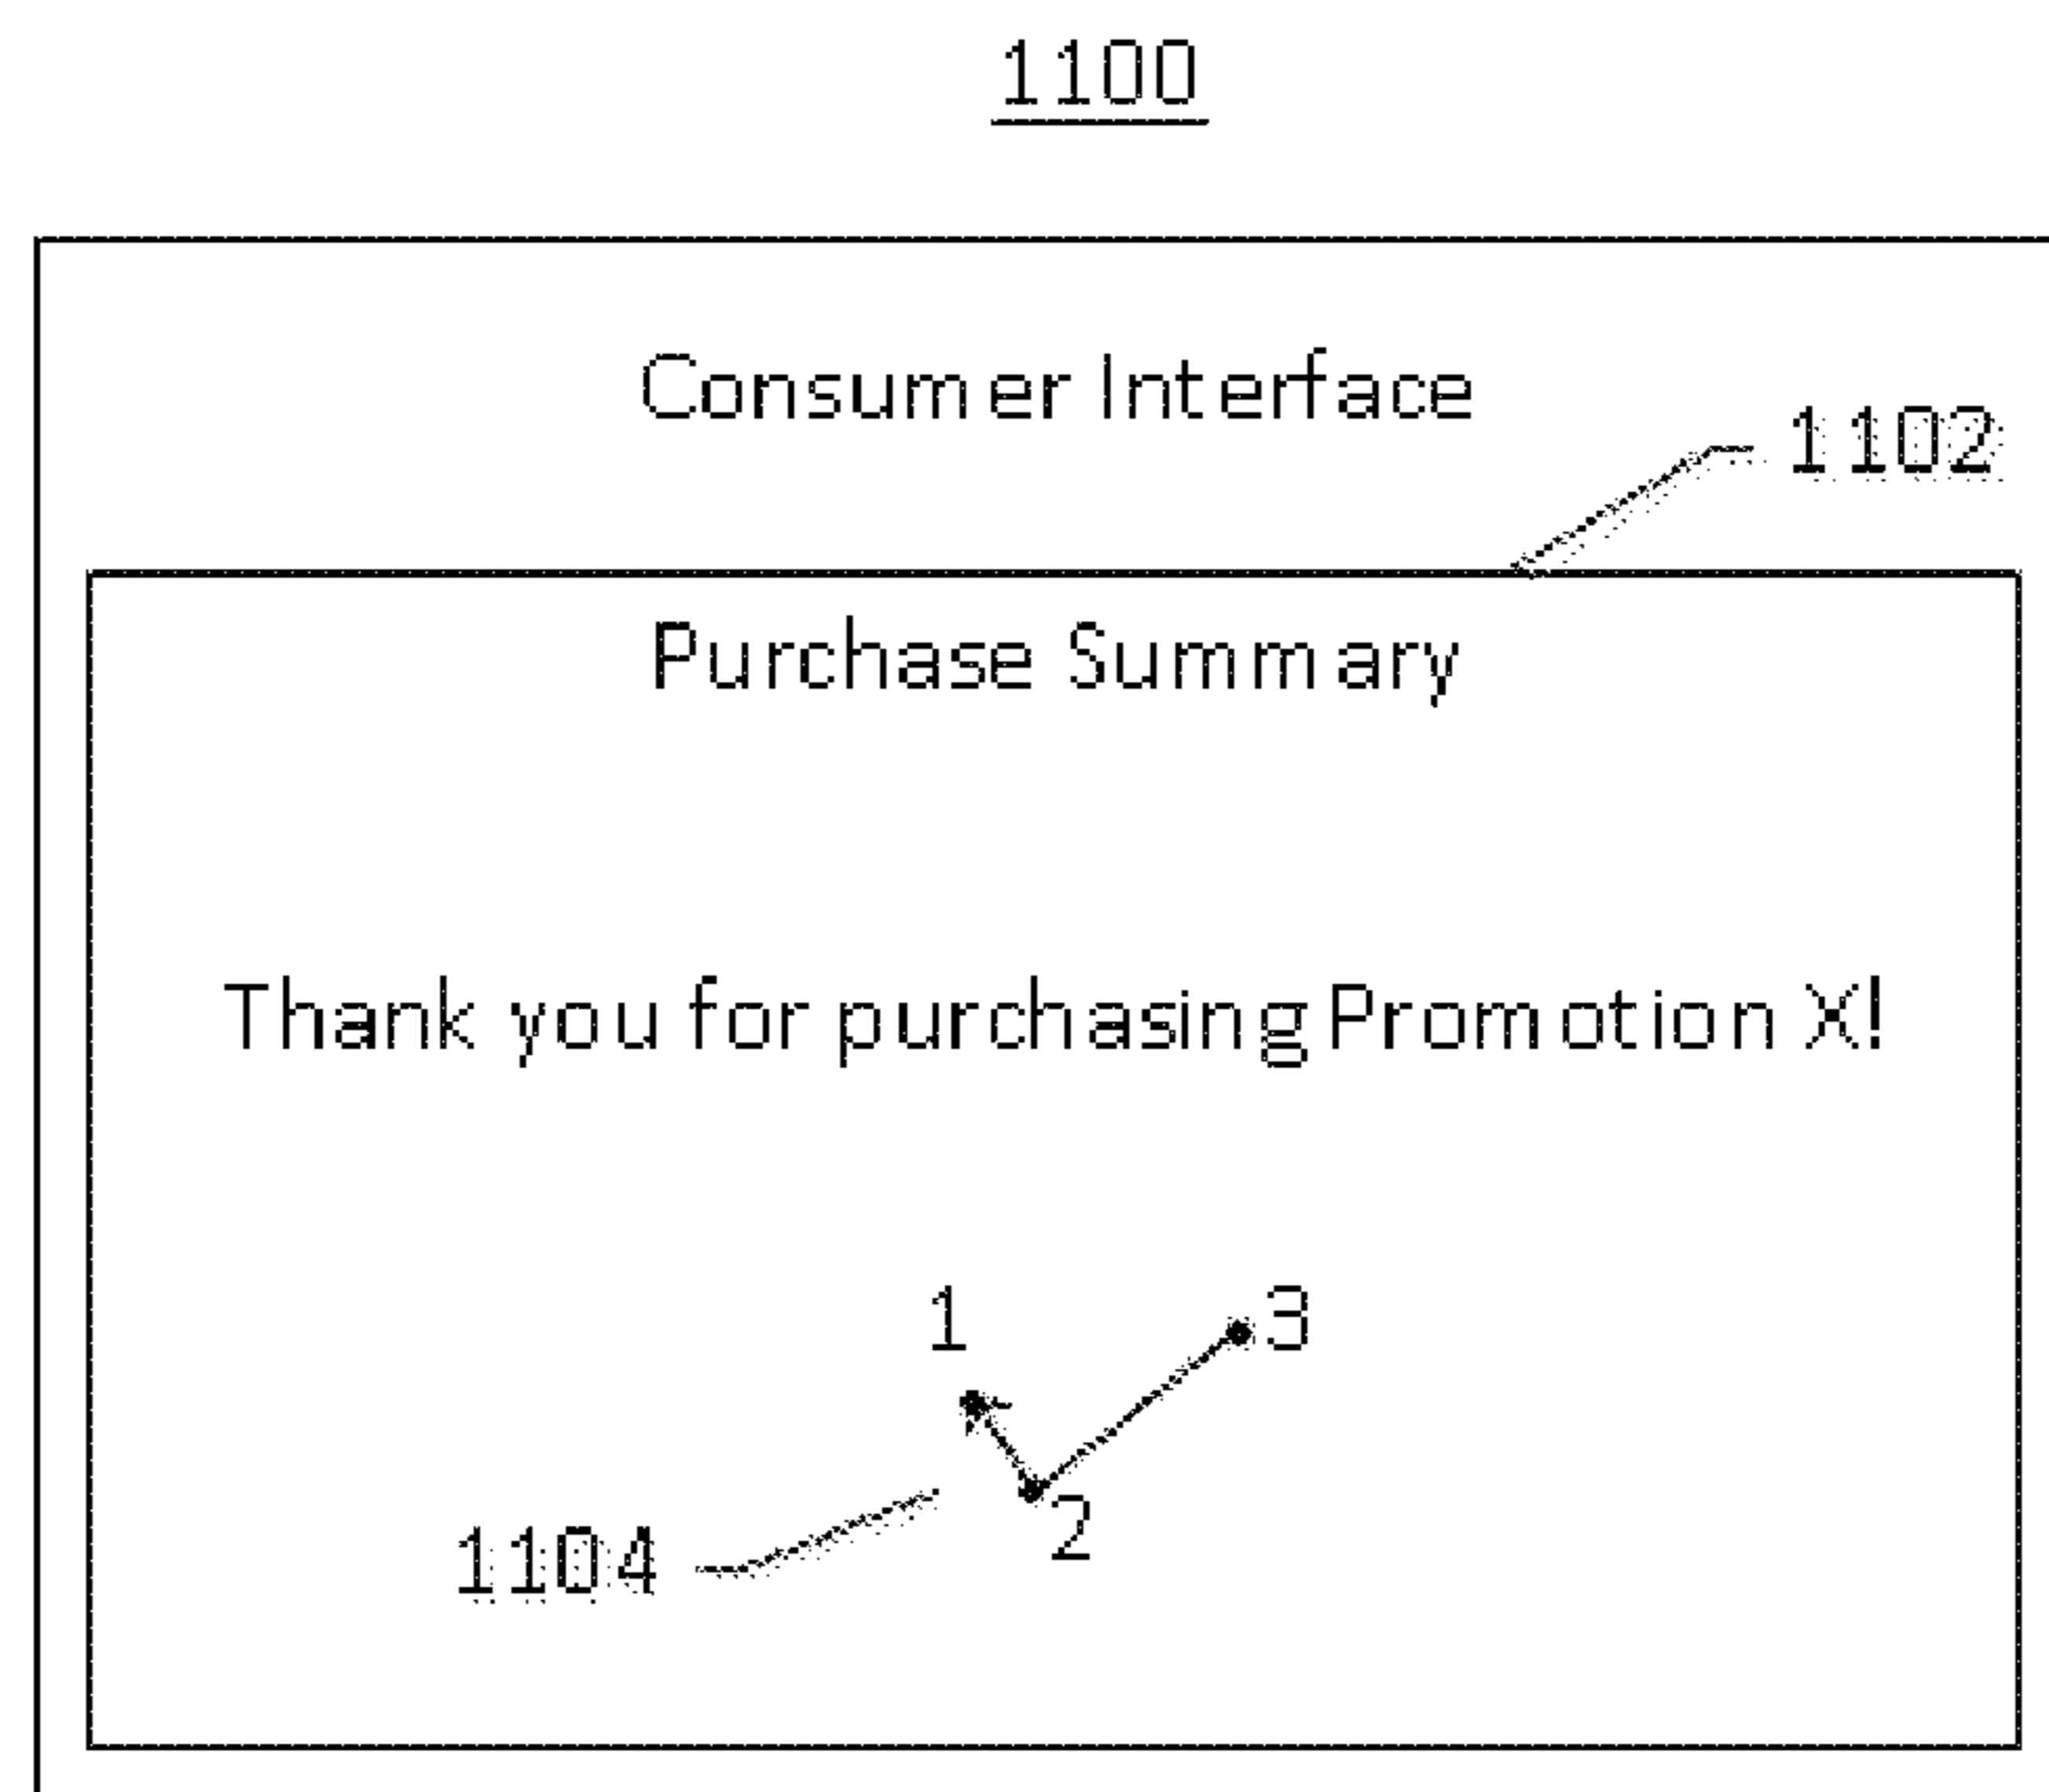 1100
Consumer Interface
1102
Purchase Summary
Thank you for purchasing Promotion X!
1
3
2
1104